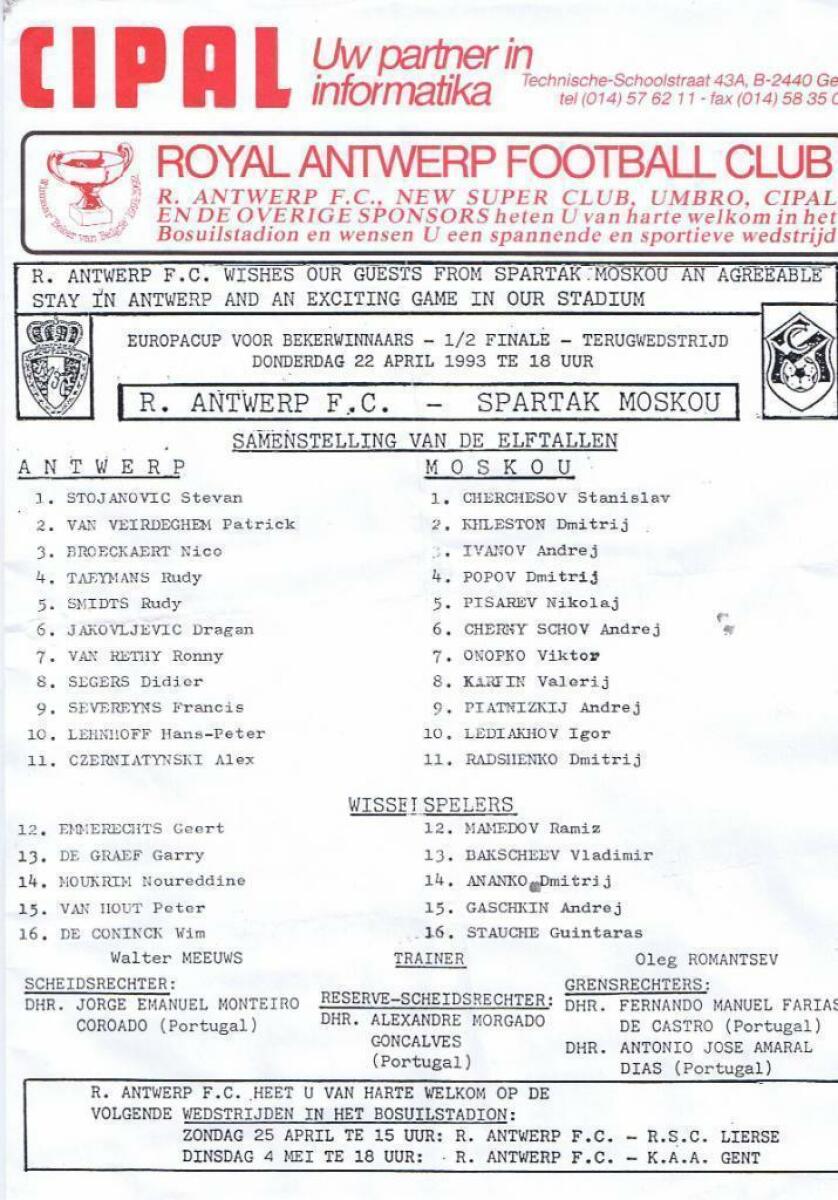 CIPAL Uw partner in
informatika
Technische-Schoolstraat 43A, B-2440 Ge
tel (014) 57 62 11 - fax (014) 58 35 0
ROYAL ANTWERP FOOTBALL CLUB
Winnaar Beker van België
R. ANTWERP F.C., NEW SUPER CLUB, UMBRO, CIPAL
EN DE OVERIGE SPONSORS heten U van harte welkom in het
Bosuilstadion en wensen U een spannende en sportieve wedstrijd
R. ANTWERP F.C. WISHES OUR GUESTS FROM SPARTAK MOSKOU AN AGREEABLE
STAY IN ANTWERP AND AN EXCITING GAME IN OUR STADIUM
EUROPACUP VOOR BEKERWINNAARS - 1/2 FINALE - TERUGWEDSTRIJD
DONDERDAG 22 APRIL 1993 TE 18 UUR
R. ANTWERP F.C. - SPARTAK MOSKOU
SAMENSTELLING VAN DE ELFTALLEN
ANTWERP
1. STOJANOVIC Stevan
2. VAN VEIRDEGHEM Patrick
3. BROECKAERT Nico
4. TAEYMANS Rudy
5. SMIDTS Rudy
6. JAKOVLJEVIC Dragan
7. VAN RETHY Ronny
8. SEGERS Didier
9. SEVEREYNS Francis
10. LEHNHOFF Hans-Peter
11. CZERNIATYNSKI Alex
MOSKOU
1. CHERCHESOV Stanislav
2. KHLESTON Dmitrij
3. IVANOV Andrej
4. POPOV Dmitrij
5. PISAREV Nikolaj
6. CHERNY SCHOV Andrej
7. ONOPKO Viktor
8. KARFIN Valerij
9. PIATNIZKIJ Andrej
10. LEDIAKHOV Igor
11. RADSHENKO Dmitrij
WISSELSPELERS
12. EMMERECHTS Geert
13. DE GRAEF Garry
14. MOUKRIM Noureddine
15. VAN HOUT Peter
16. DE CONINCK Wim
12. MAMEDOV Ramiz
13. BAKSCHEEV Vladimir
14. ANANKO Dmitrij
15. GASCHKIN Andrej
16. STAUCHE Guintaras
Walter MEEUWS TRAINER Oleg ROMANTSEV
SCHEIDSRECHTER:
DHR. JORGE EMANUEL MONTEIRO
COROADO (Portugal)
RESERVE-SCHEIDSRECHTER:
DHR. ALEXANDRE MORGADO
GONCALVES
(Portugal)
GRENSRECHTERS:
DHR. FERNANDO MANUEL FARIAS
DE CASTRO (Portugal)
DHR. ANTONIO JOSE AMARAL
DIAS (Portugal)
R. ANTWERP F.C. HEET U VAN HARTE WELKOM OP DE
VOLGENDE WEDSTRIJDEN IN HET BOSUILSTADION:
ZONDAG 25 APRIL TE 15 UUR: R. ANTWERP F.C. - R.S.C. LIERSE
DINSDAG 4 MEI TE 18 UUR: R. ANTWERP F.C. - K.A.A. GENT